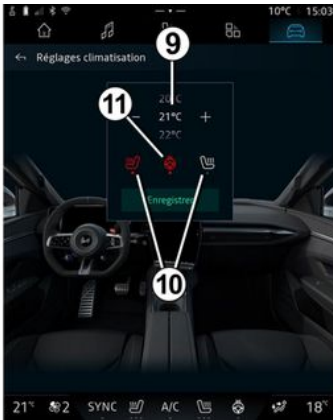 10°C 15:03
Réglages climatisation
9
20°C
11
- 21°C +
22°C
Enregistrer
10
21°C 2 SYNC A/C 18°